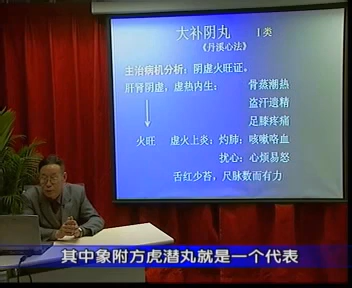 大补阴丸 I类
《丹溪心法》
主治病机分析：阴虚火旺证，
肝肾阴虚，虚热内生： 骨蒸潮热
盗汗遗精
足膝疼痛
火旺 虚火上炎：灼肺：咳嗽咯血
扰心：心烦易怒
舌红少苔，尺脉数而有力
其中象附方虎潜丸就是一个代表